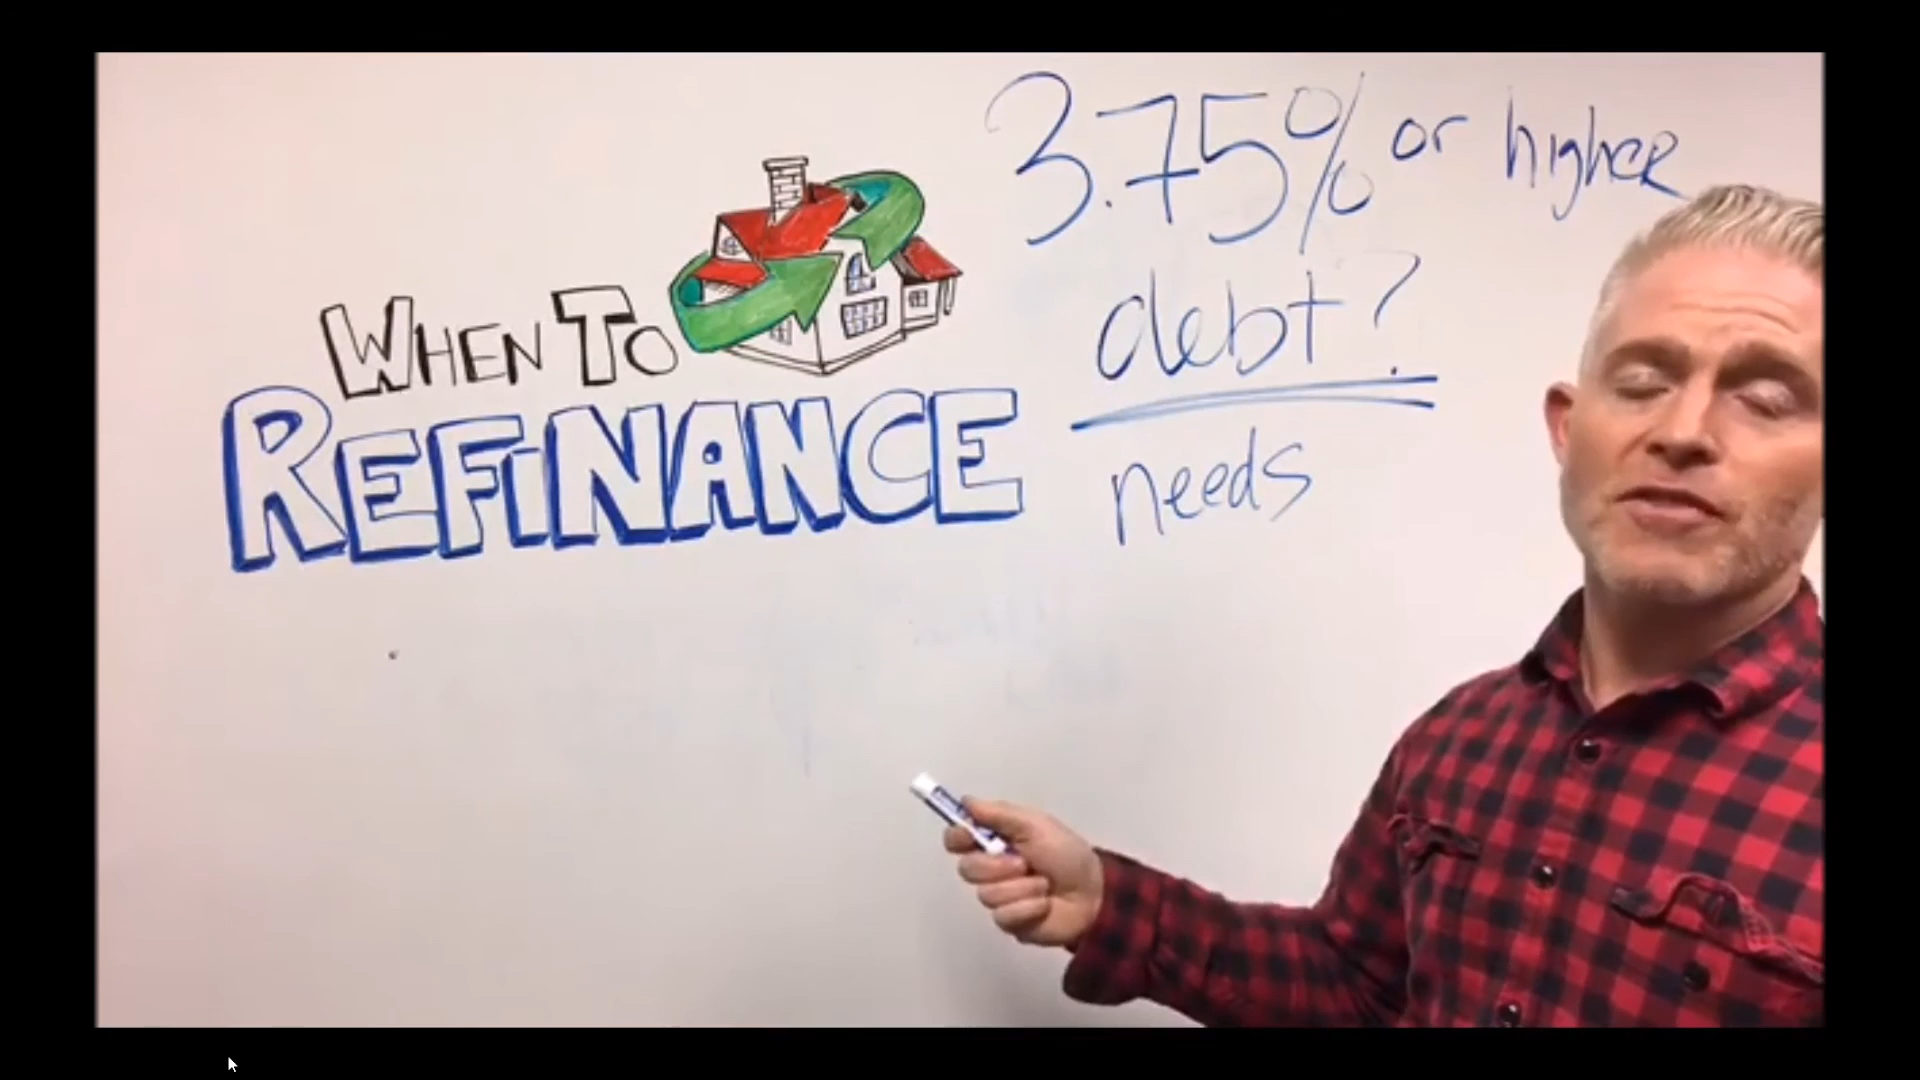 WHEN TO
REFiNANCE
3.75% or higher
debt?
needs